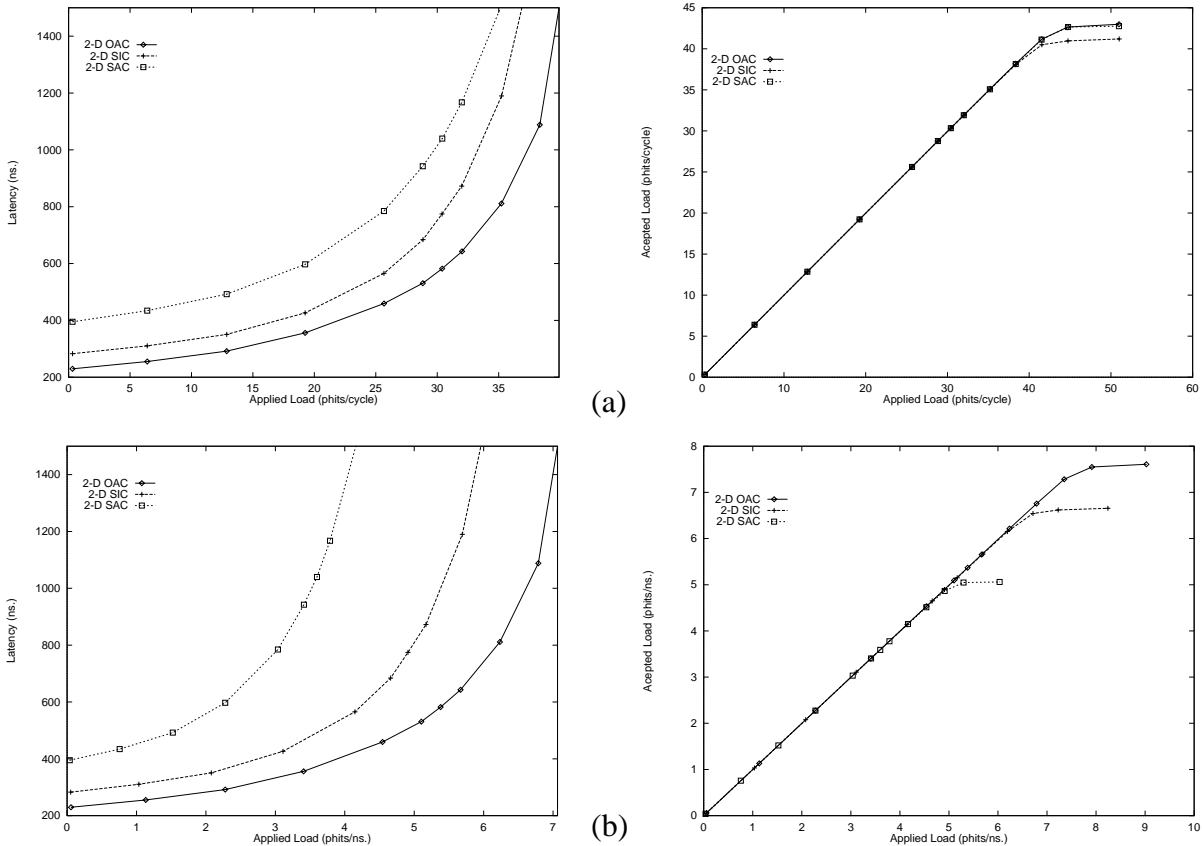 1400
1200
1000
800
600
400
200
Latency (ns.)
2-D OAC
2-D SIC
2-D SAC
0 5 10 15 20 25 30 35
Applied Load (phits/cycle)
45
40
35
30
25
20
15
10
5
0
Acepted Load (phits/cycle)
2-D OAC
2-D SIC
2-D SAC
0 10 20 30 40 50 60
Applied Load (phits/cycle)
(a)
1400
1200
1000
800
600
400
200
Latency (ns.)
2-D OAC
2-D SIC
2-D SAC
0 1 2 3 4 5 6 7
Applied Load (phits/ns.)
8
7
6
5
4
3
2
1
0
Acepted Load (phits/ns.)
2-D OAC
2-D SIC
2-D SAC
0 1 2 3 4 5 6 7 8 9 10
Applied Load (phits/ns.)
(b)